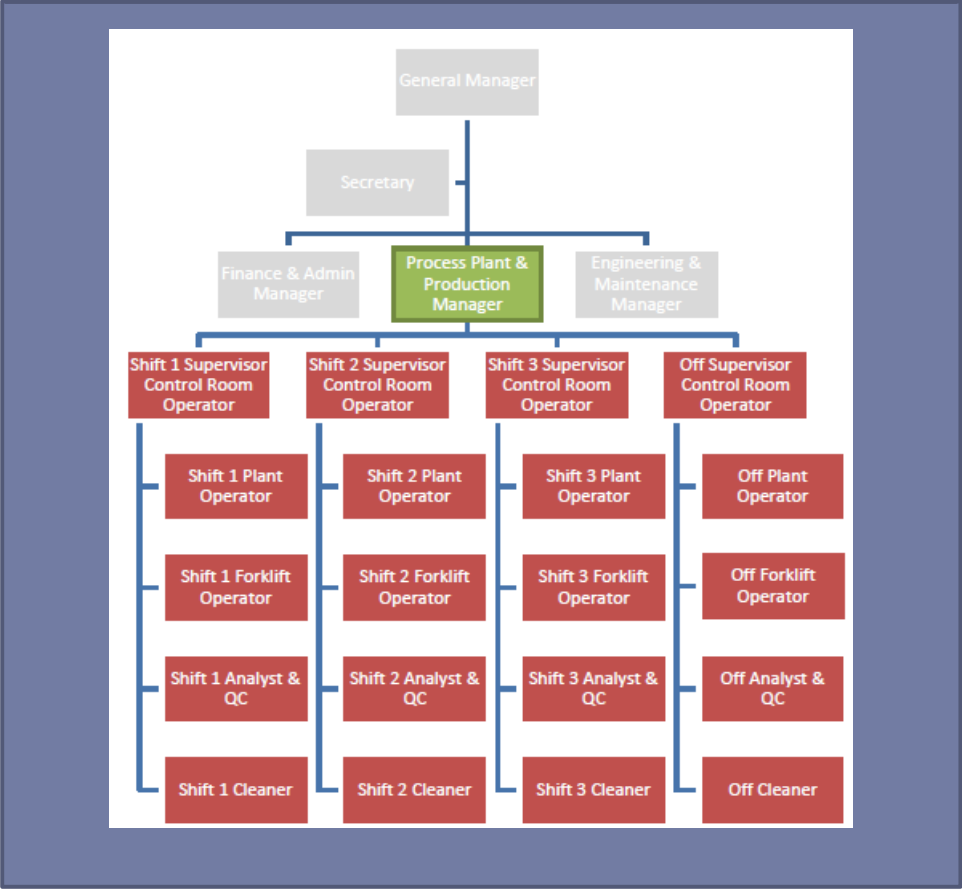 General Manager
Secretary
Finance & Admin
Manager
Process Plant &
Production
Manager
Engineering &
Maintenance
Manager
Shift 1 Supervisor
Control Room
Operator
Shift 2 Supervisor
Control Room
Operator
Shift 3 Supervisor
Control Room
Operator
Off Supervisor
Control Room
Operator
Shift 1 Plant
Operator
Shift 2 Plant
Operator
Shift 3 Plant
Operator
Off Plant
Operator
Shift 1 Forklift
Operator
Shift 2 Forklift
Operator
Shift 3 Forklift
Operator
Off Forklift
Operator
Shift 1 Analyst &
QC
Shift 2 Analyst &
QC
Shift 3 Analyst &
QC
Off Analyst &
QC
Shift 1 Cleaner
Shift 2 Cleaner
Shift 3 Cleaner
Off Cleaner